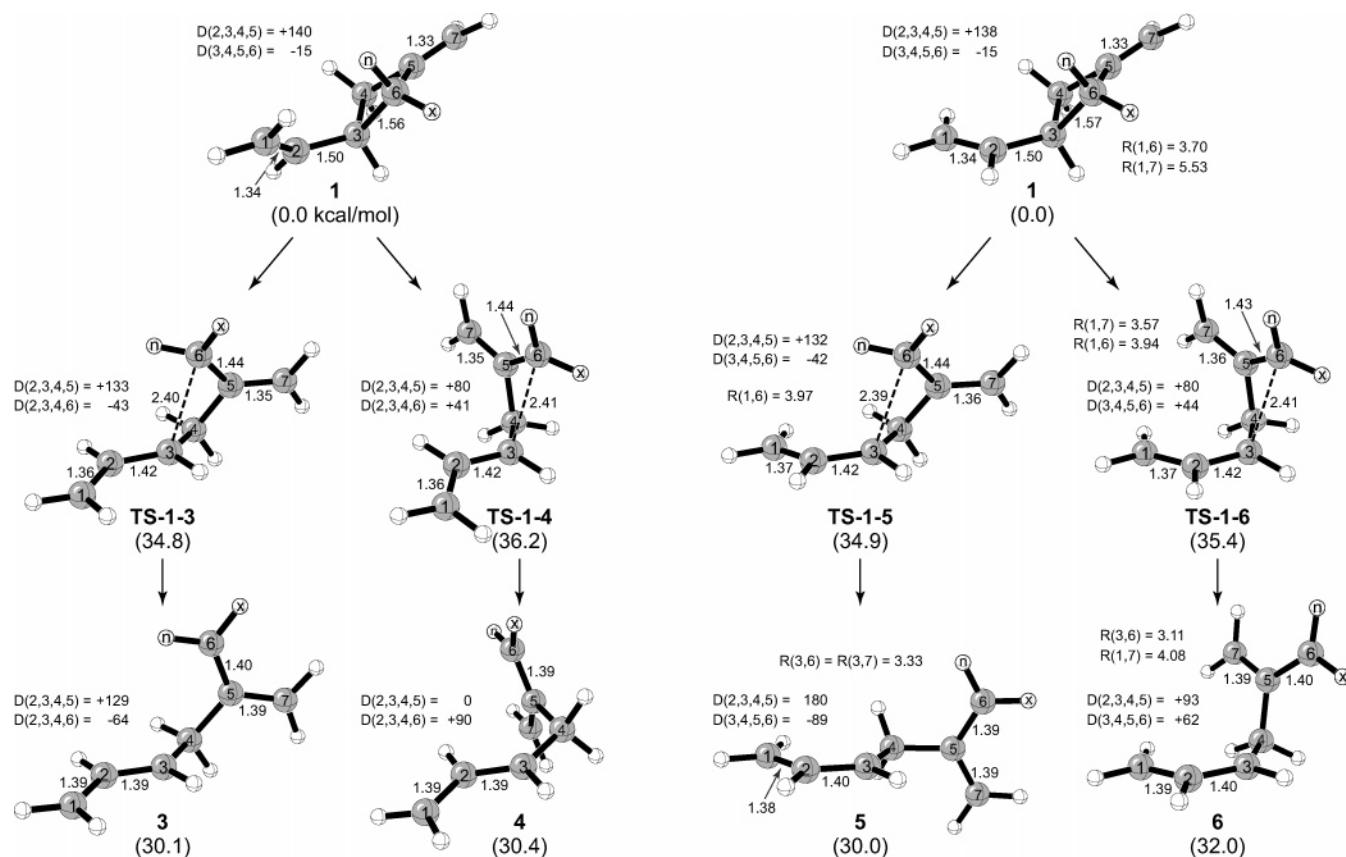 D(2,3,4,5) = +140
D(3,4,5,6) = -15
n
1.33
7
5
4
6
x
1.56
3
1
2
1.50
1.34
1
(0.0 kcal/mol)
D(2,3,4,5) = +138
D(3,4,5,6) = -15
n
1.33
7
5
4
6
x
1.57
3
1
2
1.34
1.50
R(1,6) = 3.70
R(1,7) = 5.53
1
(0.0)
D(2,3,4,5) = +133
D(2,3,4,6) = -43
n
x
6
1.44
5
7
1.35
2.40
4
3
2
1.42
1.36
1
TS-1-3
(34.8)
D(2,3,4,5) = +80
D(2,3,4,6) = +41
1.44
n
7
6
1.35
5
x
2.41
4
3
2
1.42
1.36
1
TS-1-4
(36.2)
D(2,3,4,5) = +132
D(3,4,5,6) = -42
R(1,6) = 3.97
n
x
6
1.44
5
7
1.36
2.39
4
3
1
2
1.37
1.42
TS-1-5
(34.9)
R(1,7) = 3.57
R(1,6) = 3.94
D(2,3,4,5) = +80
D(3,4,5,6) = +44
1.43
n
7
6
1.36
5
x
2.41
4
3
1
2
1.37
1.42
TS-1-6
(35.4)
D(2,3,4,5) = +129
D(2,3,4,6) = -64
x
n
6
1.40
5
7
1.39
4
3
2
1.39
1.39
1
3
(30.1)
D(2,3,4,5) = 0
D(2,3,4,6) = +90
n
x
6
1.39
5
7
4
3
2
1.39
1.39
1
4
(30.4)
R(3,6) = R(3,7) = 3.33
D(2,3,4,5) = 180
D(3,4,5,6) = -89
n
6
x
1.39
5
4
1.39
7
3
1
2
1.40
1.38
5
(30.0)
R(3,6) = 3.11
R(1,7) = 4.08
D(2,3,4,5) = +93
D(3,4,5,6) = +62
n
7
6
x
1.39
5
1.40
4
3
1
2
1.39
1.40
6
(32.0)